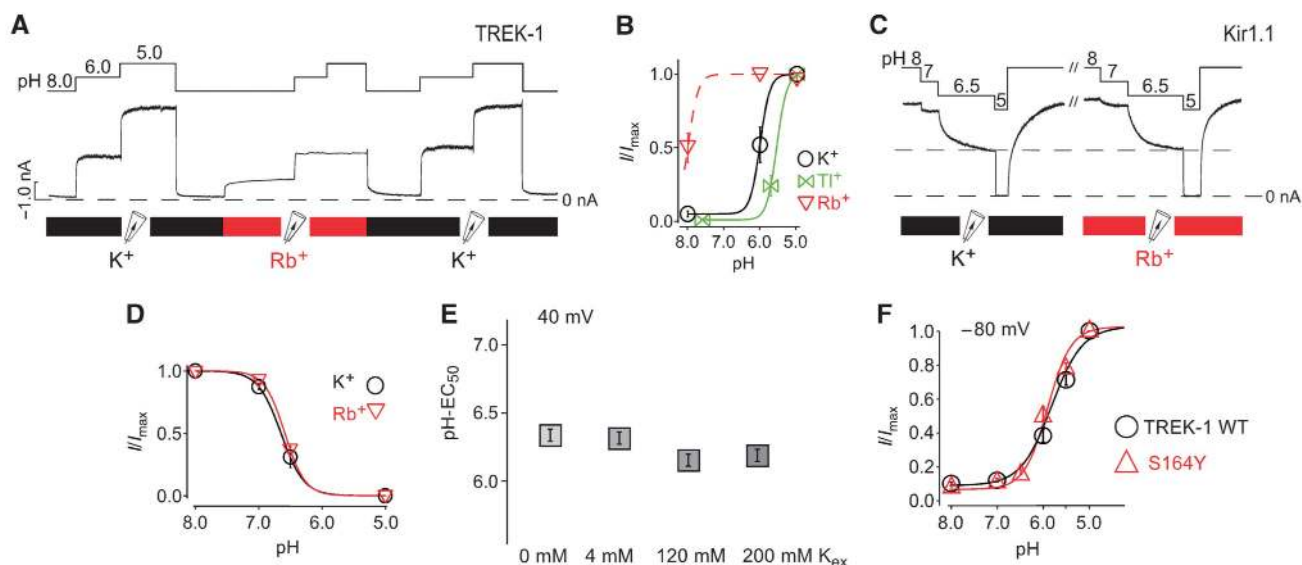 A
TREK-1
pH 8.0 6.0 5.0
−1.0 nA
0 nA
K+
Rb+
K+
B
I/Imax
1.0
0.5
0.0
K+
Tl+
Rb+
8.0 6.0 5.0
pH
C
Kir1.1
pH 8 7 6.5 5 // 8 7 6.5 5
//
0 nA
K+
Rb+
D
I/Imax
1.0
0.5
0.0
K+
Rb+
8.0 7.0 6.0 5.0
pH
E
40 mV
pH-EC50
7.0
6.5
6.0
0 mM 4 mM 120 mM 200 mM Kex
F
−80 mV
I/Imax
1.0
0.8
0.6
0.4
0.2
0.0
TREK-1 WT
S164Y
8.0 7.0 6.0 5.0
pH